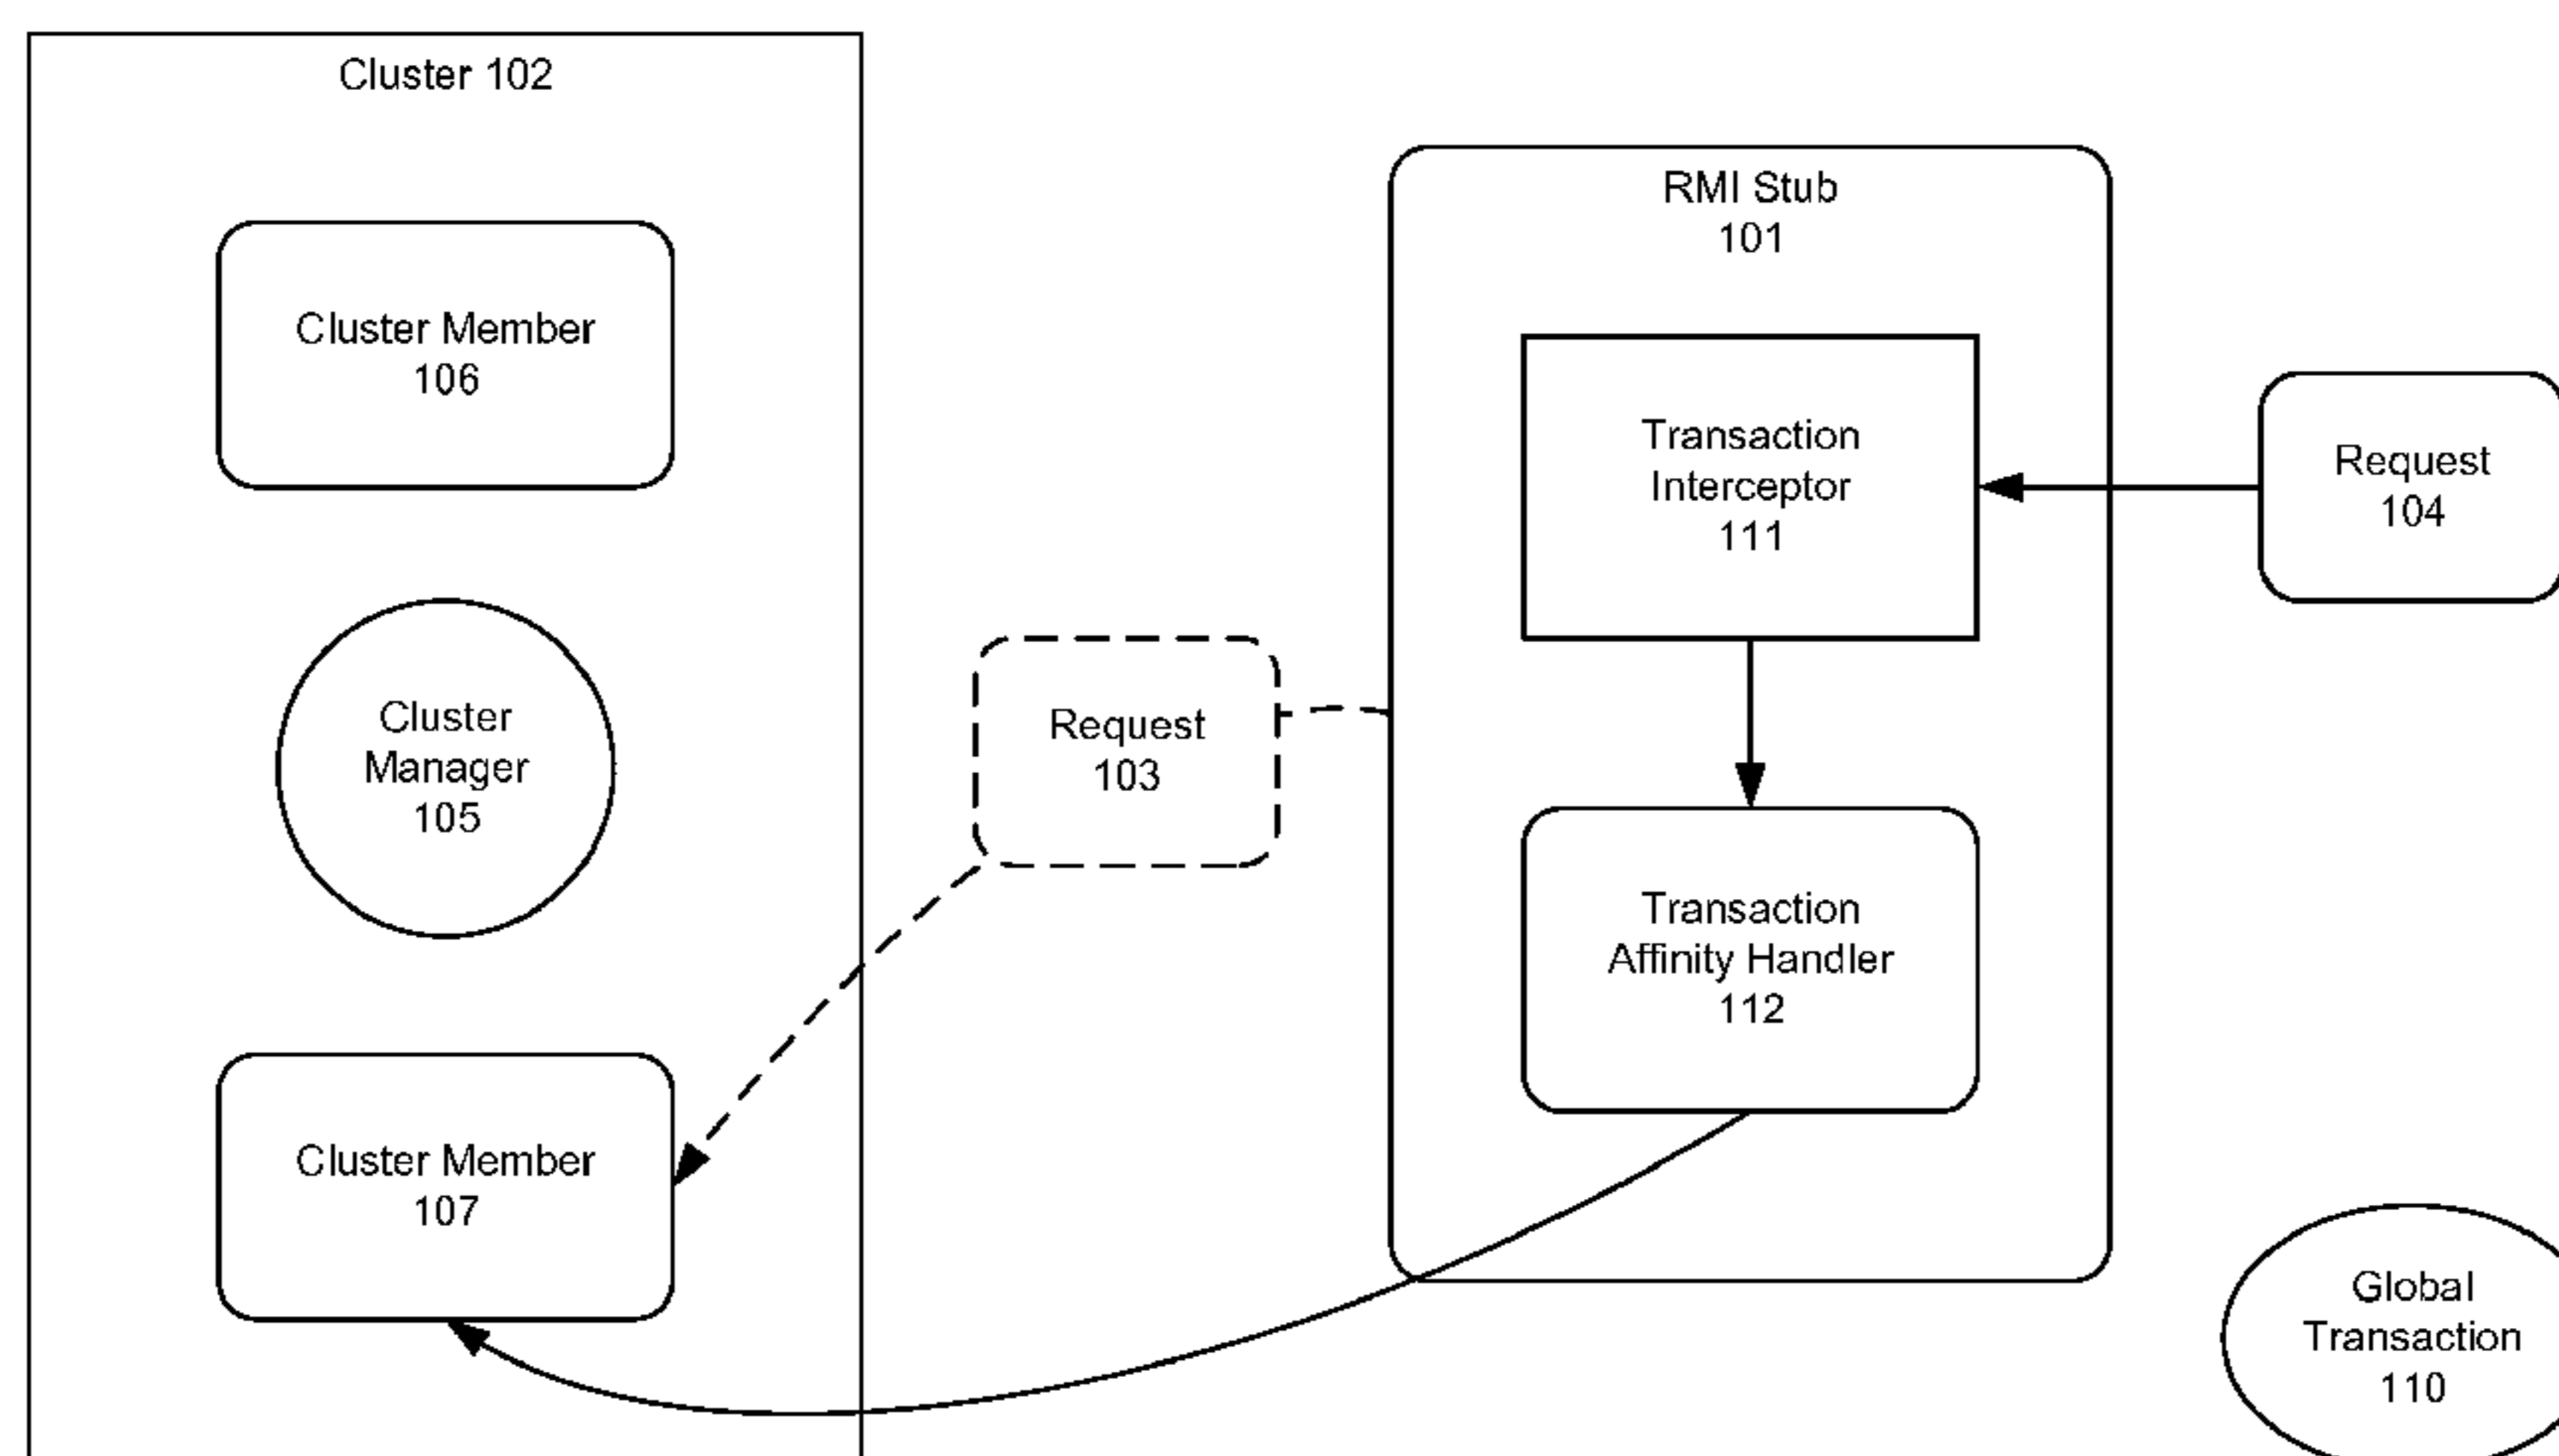 Cluster 102
Cluster Member
106
Cluster
Manager
105
Cluster Member
107
Request
103
RMI Stub
101
Transaction
Interceptor
111
Transaction
Affinity Handler
112
Request
104
Global
Transaction
110